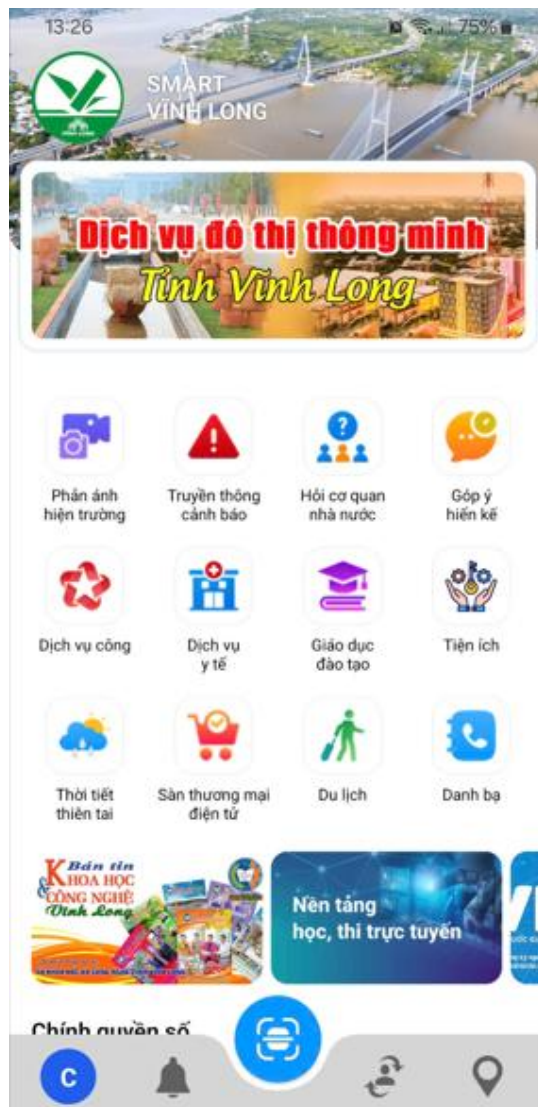 13:26
75%
SMART
VĨNH LONG
VĨNH LONG
Dịch vụ đô thị thông minh
Tỉnh Vĩnh Long
Phản ánh
hiện trường
Truyền thông
cảnh báo
Hỏi cơ quan
nhà nước
Góp ý
hiến kế
Dịch vụ công
Dịch vụ
y tế
Giáo dục
đào tạo
Tiện ích
Thời tiết
thiên tai
Sàn thương mại
điện tử
Du lịch
Danh bạ
Bản tin
KHOA HỌC
& CÔNG NGHỆ
Vĩnh Long
Nền tảng
học, thi trực tuyến
Chính quyền số
C